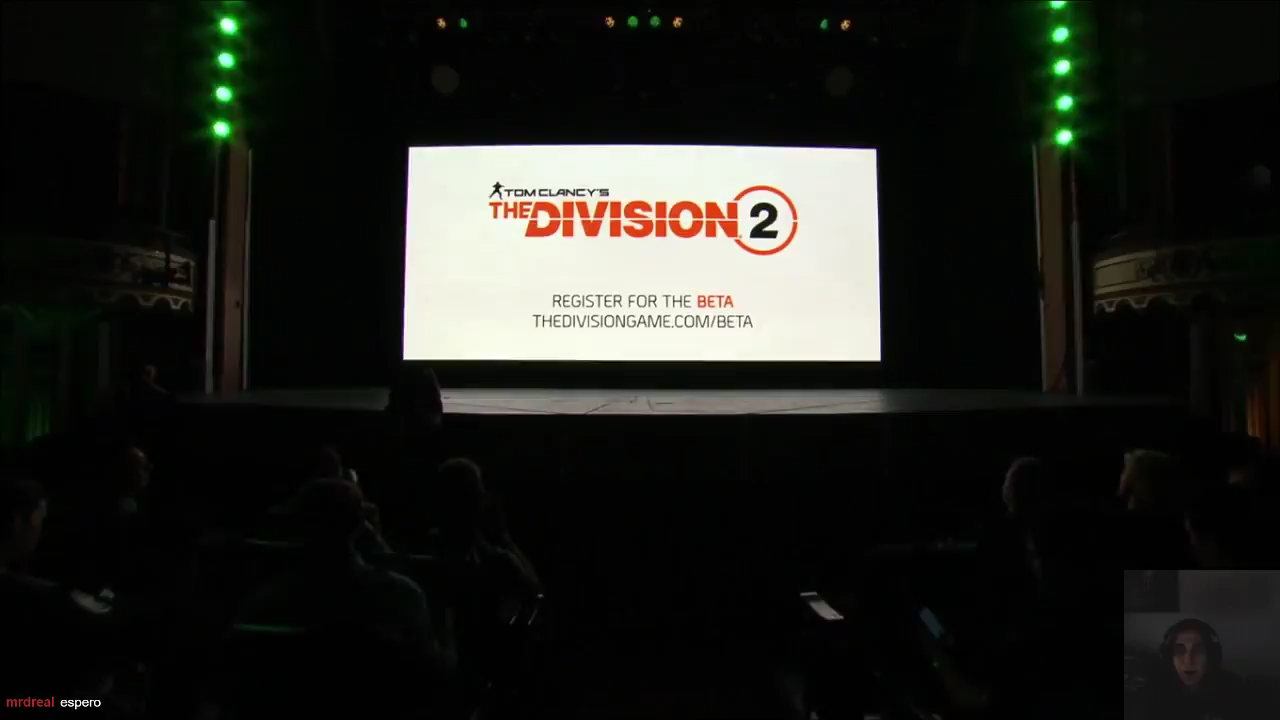 TOM CLANCY'S
THE DIVISION 2
REGISTER FOR THE BETA
THEDIVISIONGAME.COM/BETA
mrdreal espero